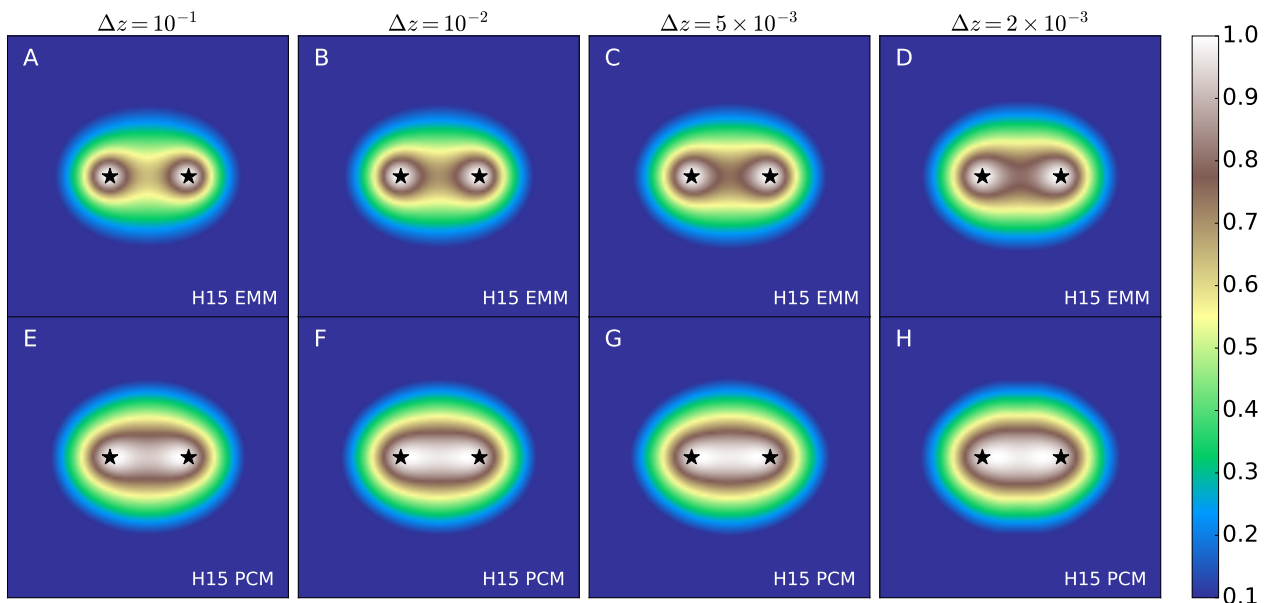 Δz = 10⁻¹
Δz = 10⁻²
Δz = 5 × 10⁻³
Δz = 2 × 10⁻³
A
B
C
D
H15 EMM
H15 EMM
H15 EMM
H15 EMM
E
F
G
H
H15 PCM
H15 PCM
H15 PCM
H15 PCM
1.0
0.9
0.8
0.7
0.6
0.5
0.4
0.3
0.2
0.1